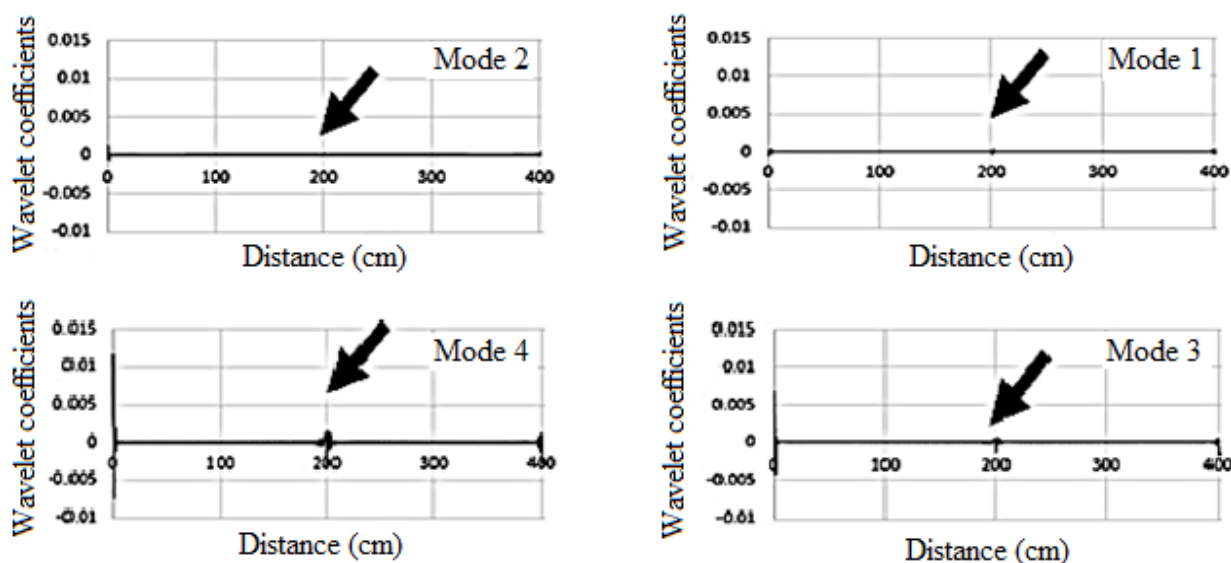 Wavelet coefficients
0.015
Mode 2
0.01
0.005
0
0 100 200 300 400
-0.005
-0.01
Distance (cm)
Wavelet coefficients
0.015
Mode 1
0.01
0.005
0
0 100 200 300 400
-0.005
-0.01
Distance (cm)
Wavelet coefficients
0.015
Mode 4
0.01
0.005
0
0 100 200 300 400
-0.005
-0.01
Distance (cm)
Wavelet coefficients
0.015
Mode 3
0.01
0.005
0
0 100 200 300 400
-0.005
-0.01
Distance (cm)